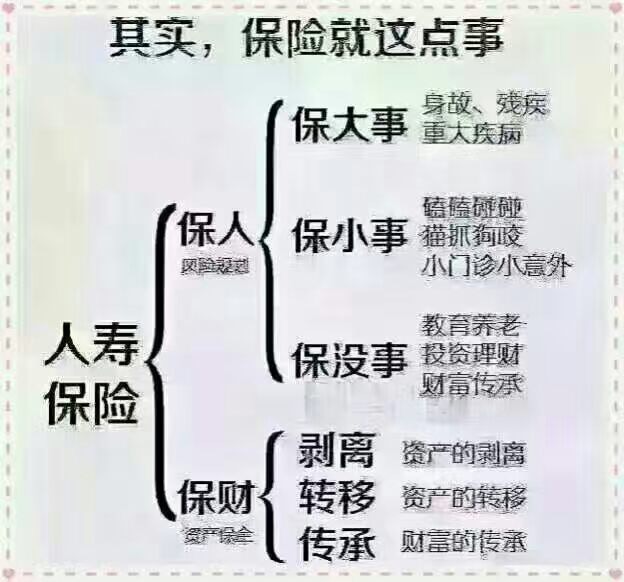 其实，保险就这点事
人寿
保险
保人
风险规划
保大事
身故、残疾
重大疾病
保小事
磕磕碰碰
猫抓狗咬
小门诊小意外
保没事
教育养老
投资理财
财富传承
保财
资产保全
剥离
资产的剥离
转移
资产的转移
传承
财富的传承